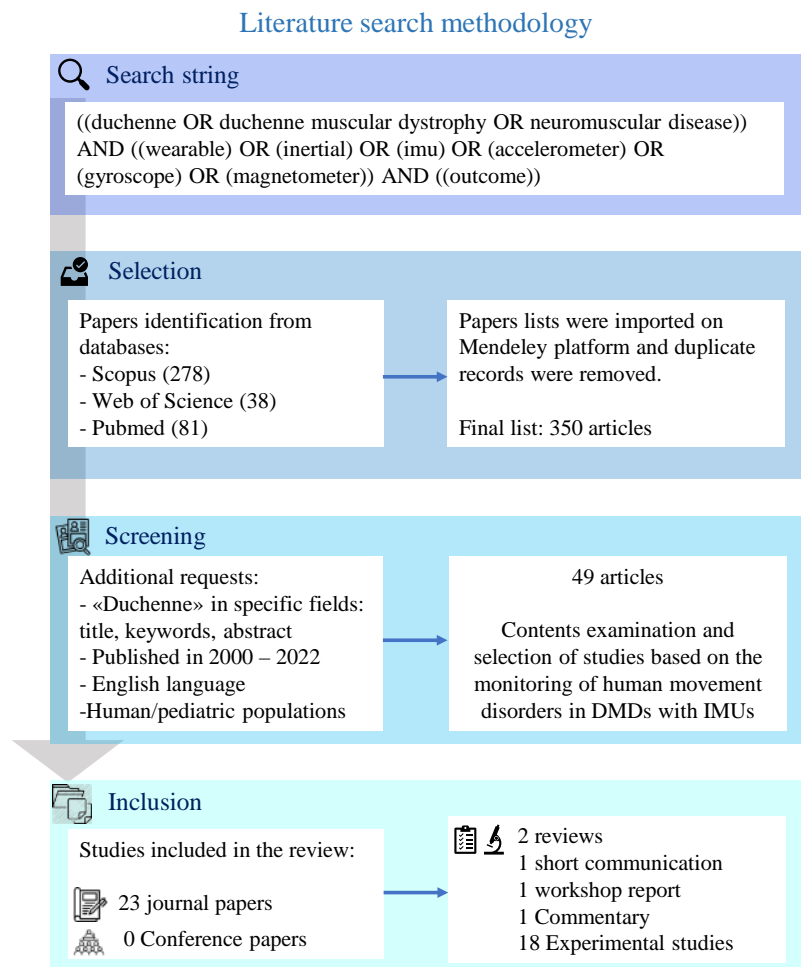 Literature search methodology
Search string
((duchenne OR duchenne muscular dystrophy OR neuromuscular disease))
AND ((wearable) OR (inertial) OR (imu) OR (accelerometer) OR
(gyroscope) OR (magnetometer)) AND ((outcome))
Selection
Papers identification from
databases:
- Scopus (278)
- Web of Science (38)
- Pubmed (81)
Papers lists were imported on
Mendeley platform and duplicate
records were removed.
Final list: 350 articles
Screening
Additional requests:
- «Duchenne» in specific fields:
title, keywords, abstract
- Published in 2000 – 2022
- English language
-Human/pediatric populations
49 articles
Contents examination and
selection of studies based on the
monitoring of human movement
disorders in DMDs with IMUs
Inclusion
Studies included in the review:
23 journal papers
0 Conference papers
2 reviews
1 short communication
1 workshop report
1 Commentary
18 Experimental studies